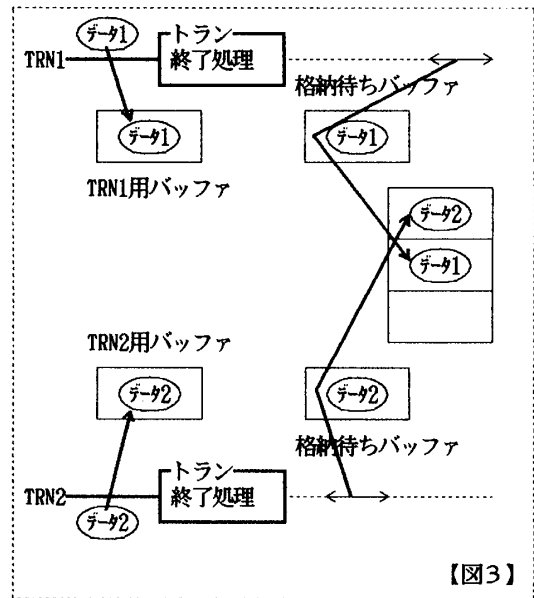 データ1
TRN1
トラン
終了処理
格納待ちバッファ
データ1
データ1
TRN1用バッファ
データ2
データ1
TRN2用バッファ
データ2
データ2
格納待ちバッファ
トラン
終了処理
TRN2
データ2
【図3】